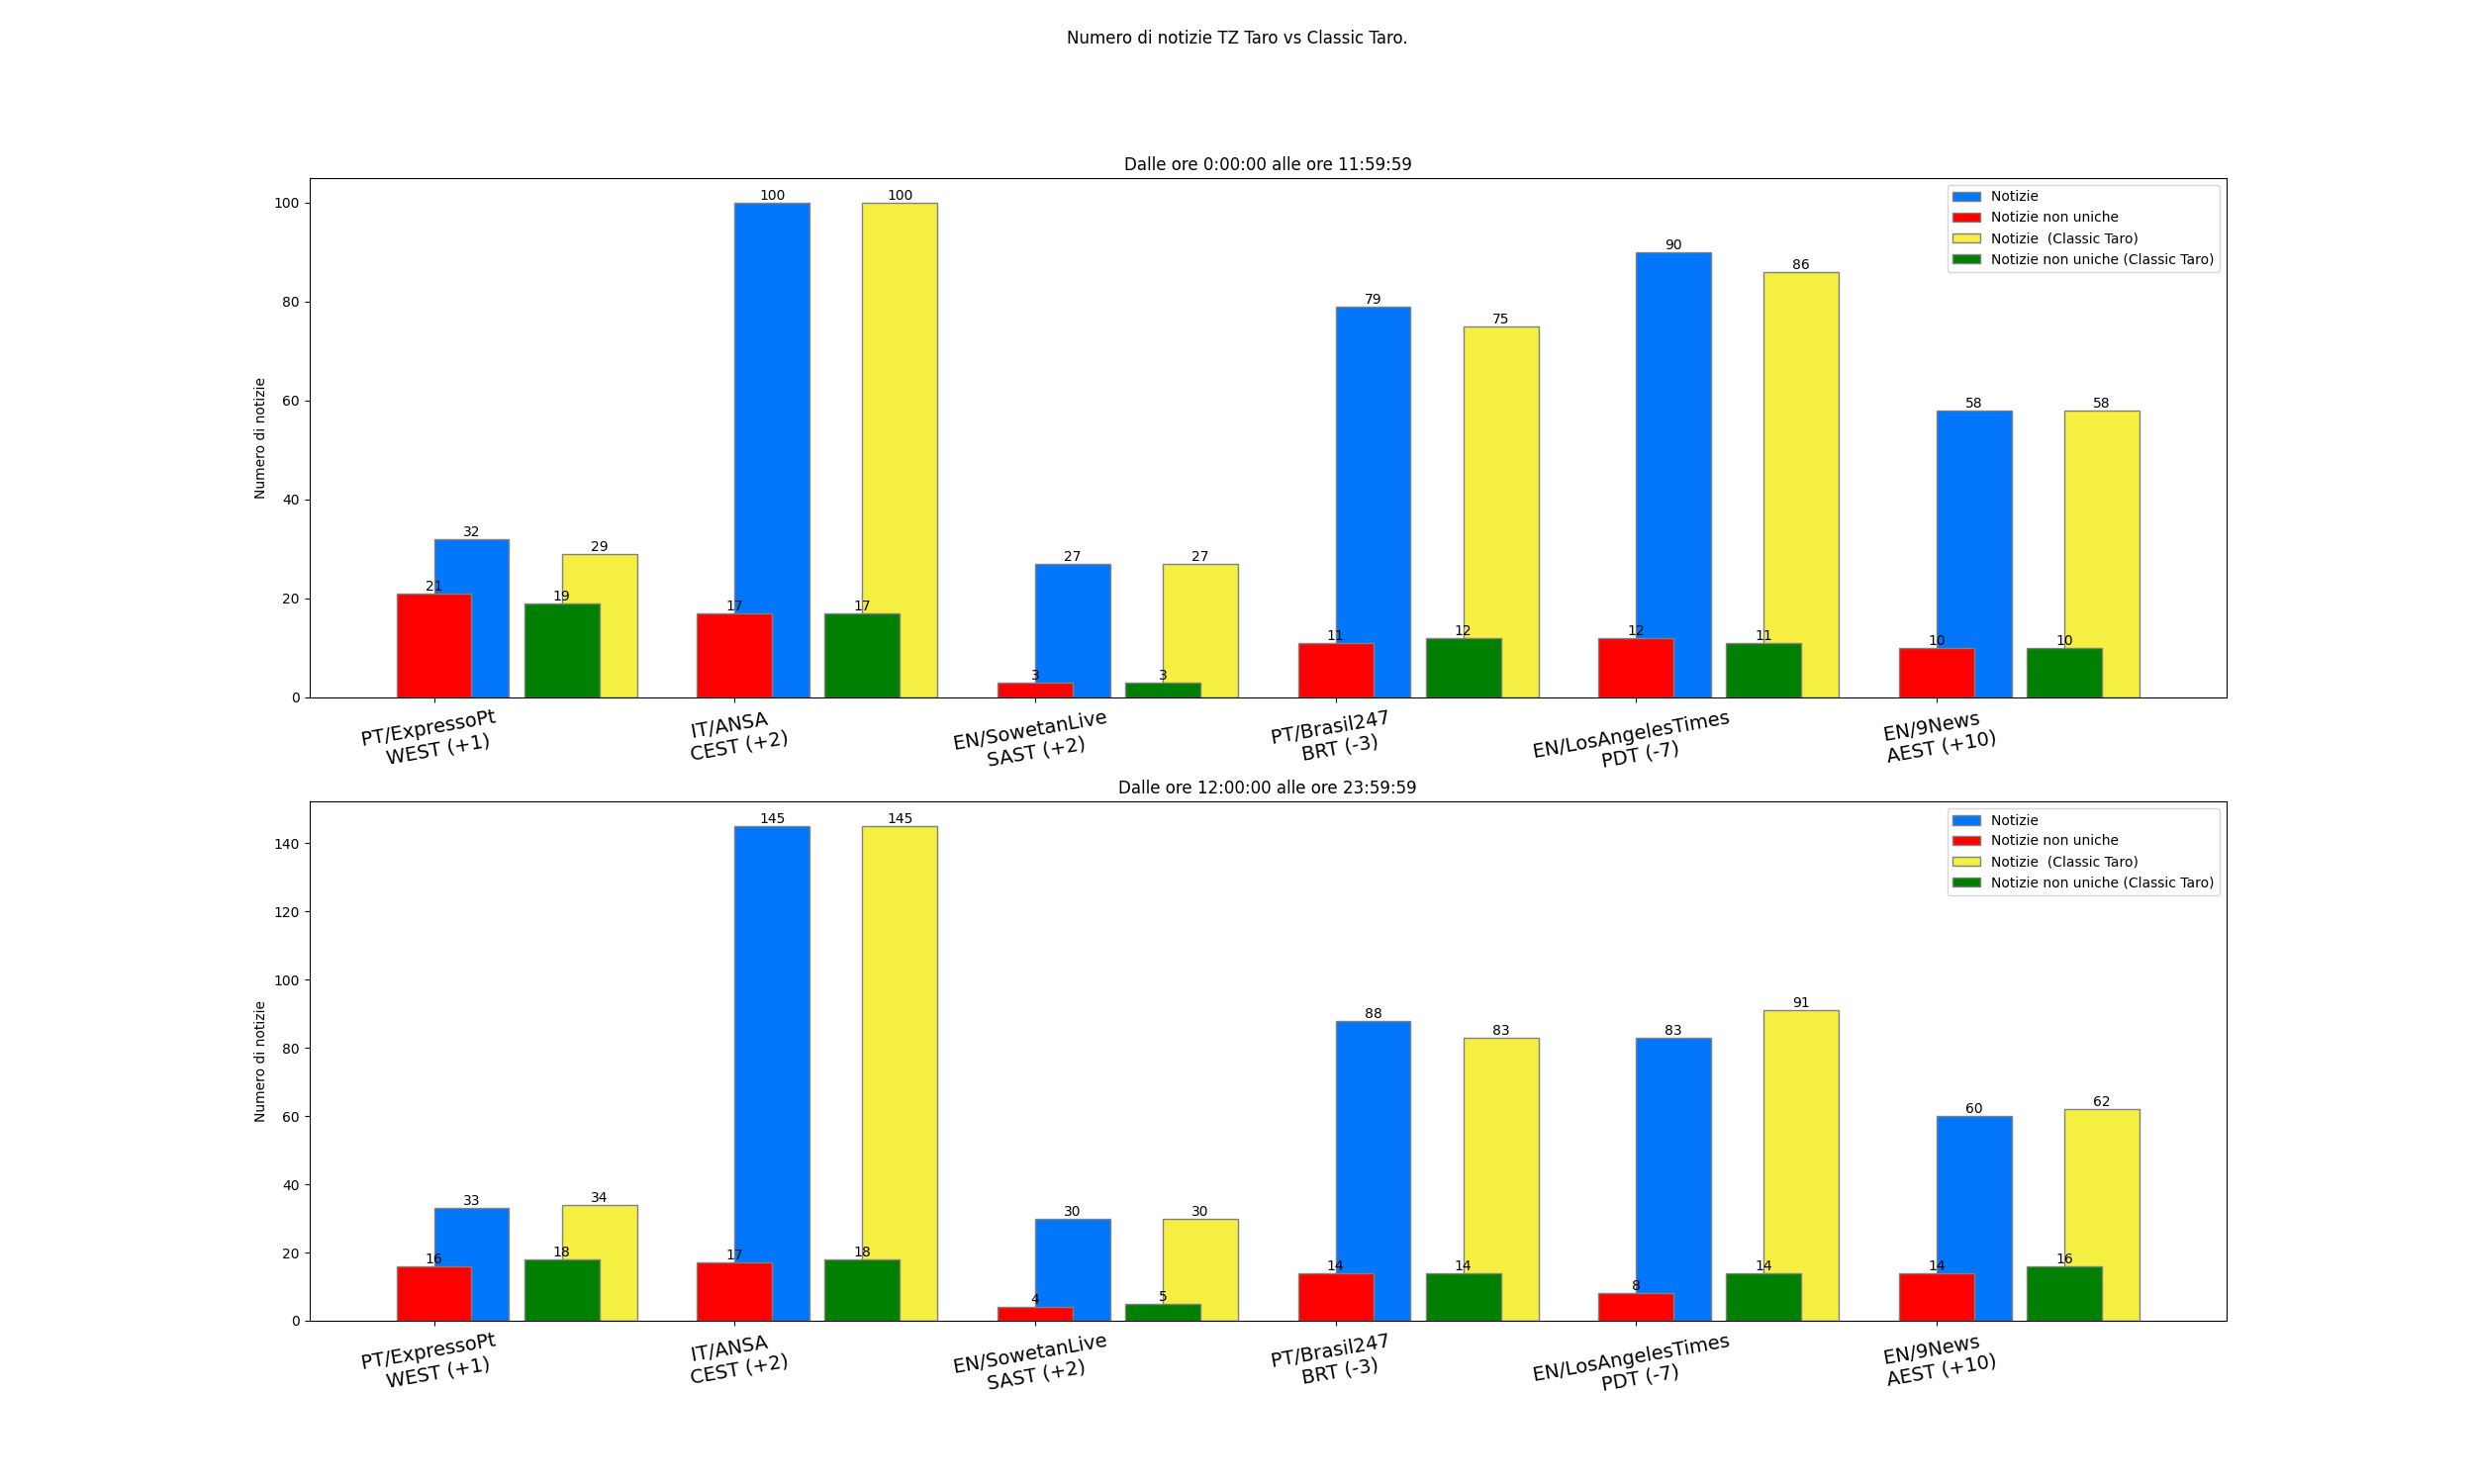 Numero di notizie TZ Taro vs Classic Taro.
Dalle ore 0:00:00 alle ore 11:59:59
Numero di notizie
100
80
60
40
20
0
Notizie
Notizie non uniche
Notizie (Classic Taro)
Notizie non uniche (Classic Taro)
32
21
29
19
100
17
100
17
27
3
27
3
79
11
75
12
90
12
86
11
58
10
58
10
PT/ExpressoPt
WEST (+1)
IT/ANSA
CEST (+2)
EN/SowetanLive
SAST (+2)
PT/Brasil247
BRT (-3)
EN/LosAngelesTimes
PDT (-7)
EN/9News
AEST (+10)
Dalle ore 12:00:00 alle ore 23:59:59
Numero di notizie
140
120
100
80
60
40
20
0
Notizie
Notizie non uniche
Notizie (Classic Taro)
Notizie non uniche (Classic Taro)
33
16
34
18
145
17
145
18
30
4
30
5
88
14
83
14
83
8
91
14
60
14
62
16
PT/ExpressoPt
WEST (+1)
IT/ANSA
CEST (+2)
EN/SowetanLive
SAST (+2)
PT/Brasil247
BRT (-3)
EN/LosAngelesTimes
PDT (-7)
EN/9News
AEST (+10)